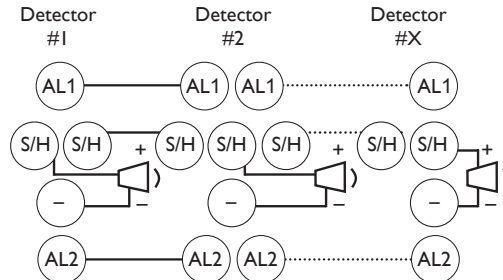 Detector Detector Detector
#1 #2 #X
AL1 AL1 AL1 AL1
S/H S/H + S/H S/H S/H + S/H S/H +
– – – – – –
AL2 AL2 AL2 AL2